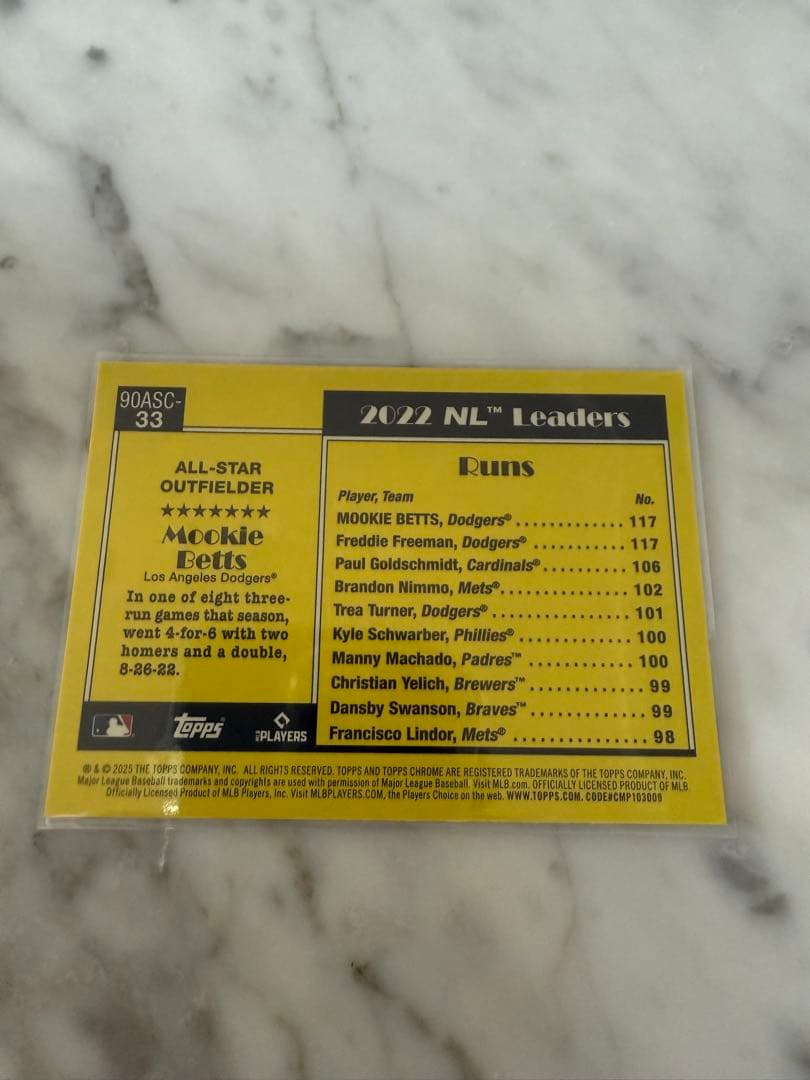 90ASC-
33
ALL-STAR
OUTFIELDER
★★★★★★★
Mookie
Betts
Los Angeles Dodgers®
In one of eight three-
run games that season,
went 4-for-6 with two
homers and a double,
8-26-22.
topps®
MLB PLAYERS
2022 NL™ Leaders
Runs
Player, Team No.
MOOKIE BETTS, Dodgers® . . . . . . . . . . . . . 117
Freddie Freeman, Dodgers® . . . . . . . . . . . 117
Paul Goldschmidt, Cardinals® . . . . . . . . . . 106
Brandon Nimmo, Mets® . . . . . . . . . . . . . . . 102
Trea Turner, Dodgers® . . . . . . . . . . . . . . . . 101
Kyle Schwarber, Phillies® . . . . . . . . . . . . . 100
Manny Machado, Padres™ . . . . . . . . . . . . 100
Christian Yelich, Brewers™ . . . . . . . . . . . . 99
Dansby Swanson, Braves™ . . . . . . . . . . . . 99
Francisco Lindor, Mets® . . . . . . . . . . . . . . 98
® & © 2025 THE TOPPS COMPANY, INC. ALL RIGHTS RESERVED. TOPPS AND TOPPS CHROME ARE REGISTERED TRADEMARKS OF THE TOPPS COMPANY, INC.
Major League Baseball trademarks and copyrights are used with permission of Major League Baseball. Visit MLB.com. OFFICIALLY LICENSED PRODUCT OF MLB
Officially Licensed Product of MLB Players, Inc. Visit MLBPLAYERS.COM, the Players Choice on the web. WWW.TOPPS.COM. CODE#CMP103008